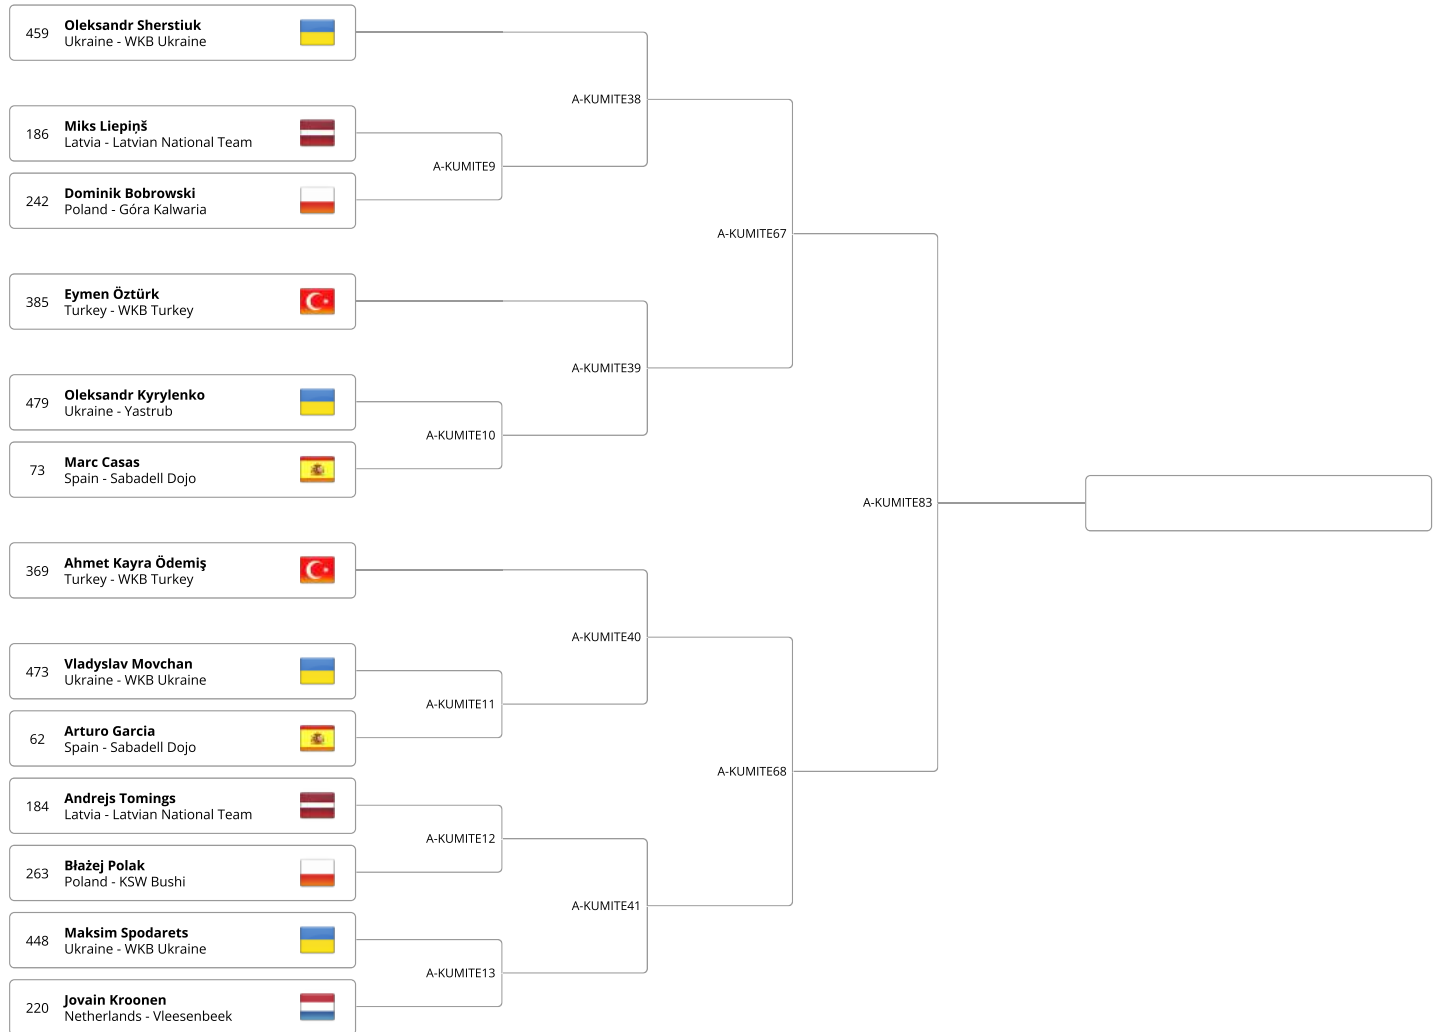 459
Oleksandr Sherstiuk
Ukraine - WKB Ukraine
A-KUMITE38
186
Miks Liepiņš
Latvia - Latvian National Team
A-KUMITE9
242
Dominik Bobrowski
Poland - Góra Kalwaria
A-KUMITE67
385
Eymen Öztürk
Turkey - WKB Turkey
A-KUMITE39
479
Oleksandr Kyrylenko
Ukraine - Yastrub
A-KUMITE10
73
Marc Casas
Spain - Sabadell Dojo
A-KUMITE83
369
Ahmet Kayra Ödemiş
Turkey - WKB Turkey
A-KUMITE40
473
Vladyslav Movchan
Ukraine - WKB Ukraine
A-KUMITE11
62
Arturo Garcia
Spain - Sabadell Dojo
A-KUMITE68
184
Andrejs Tomings
Latvia - Latvian National Team
A-KUMITE12
263
Błażej Polak
Poland - KSW Bushi
A-KUMITE41
448
Maksim Spodarets
Ukraine - WKB Ukraine
A-KUMITE13
220
Jovain Kroonen
Netherlands - Vleesenbeek